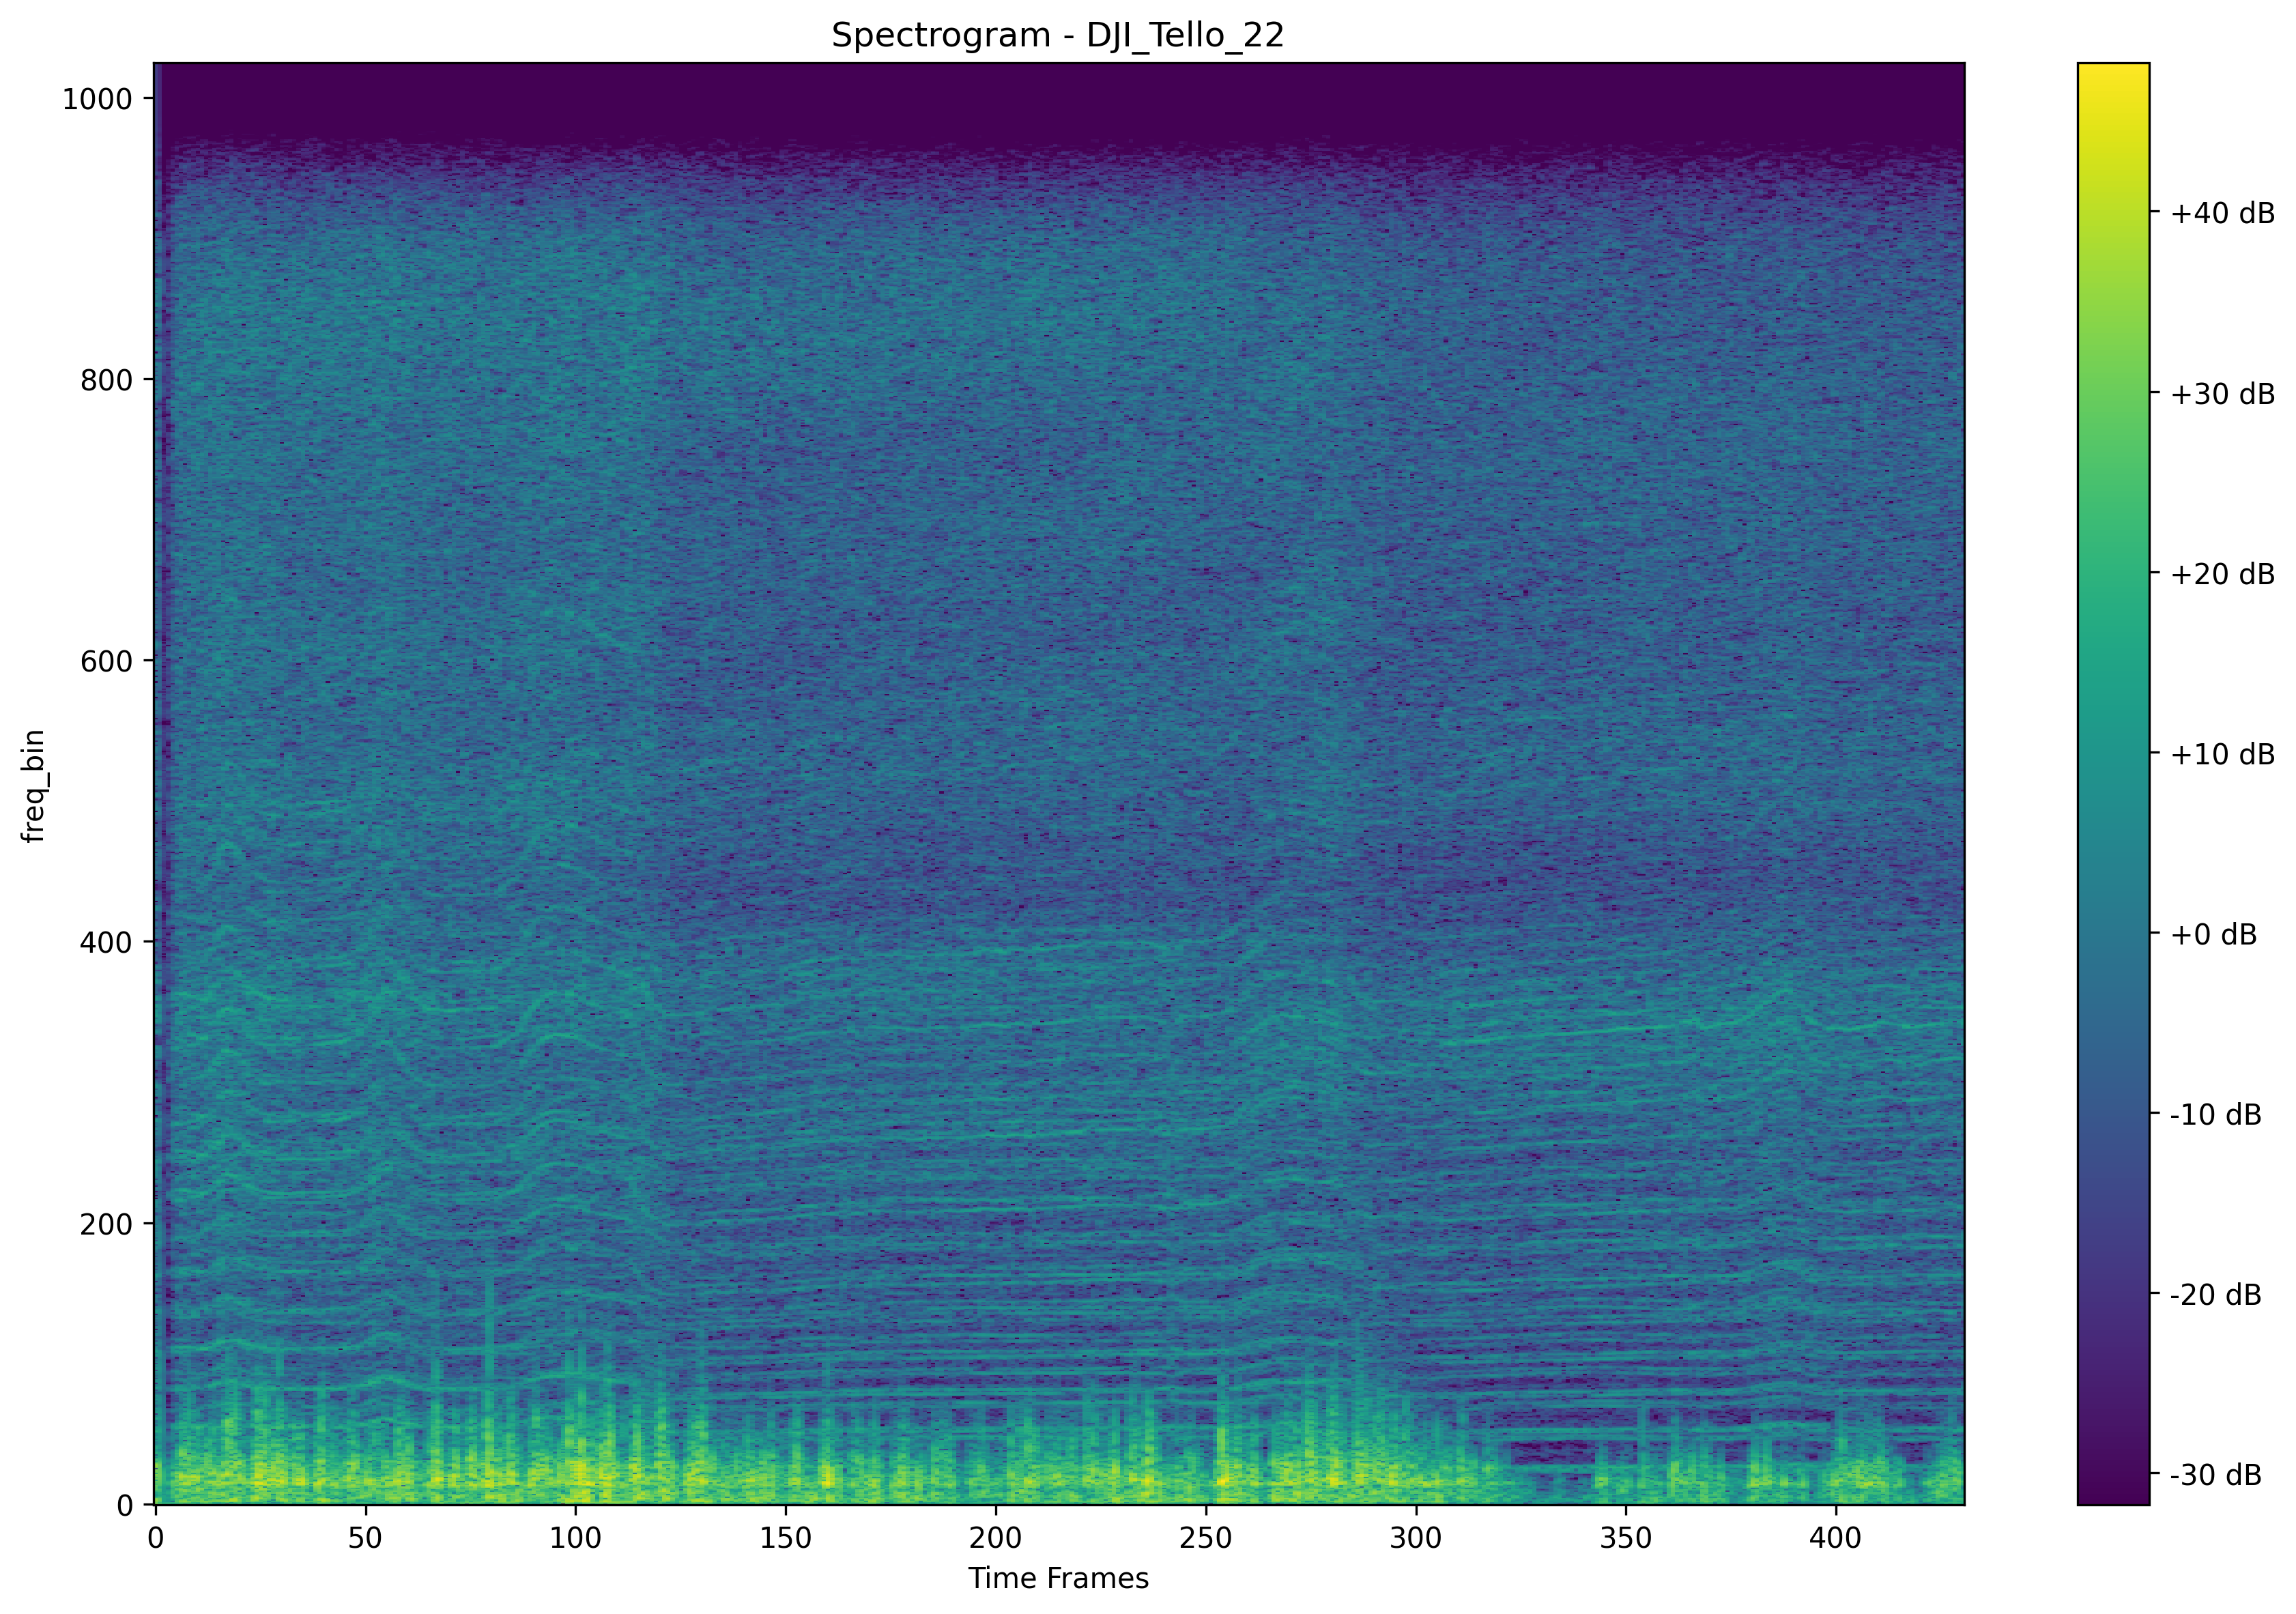 Spectrogram - DJI_Tello_22
freq_bin
1000
800
600
400
200
0
0 50 100 150 200 250 300 350 400
Time Frames
+40 dB
+30 dB
+20 dB
+10 dB
+0 dB
-10 dB
-20 dB
-30 dB